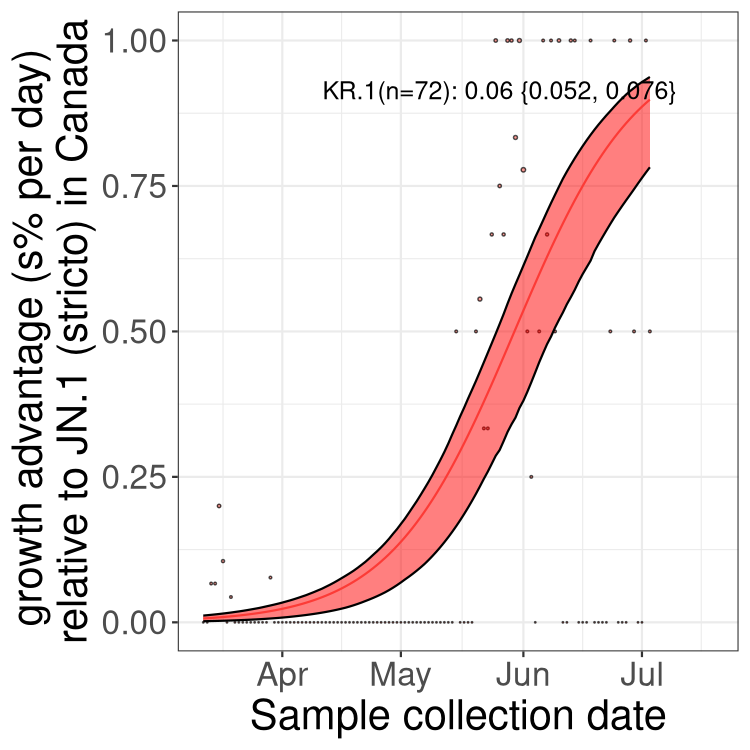 growth advantage (s% per day)
relative to JN.1 (stricto) in Canada
1.00
0.75
0.50
0.25
0.00
KR.1(n=72): 0.06 {0.052, 0.076}
Apr May Jun Jul
Sample collection date